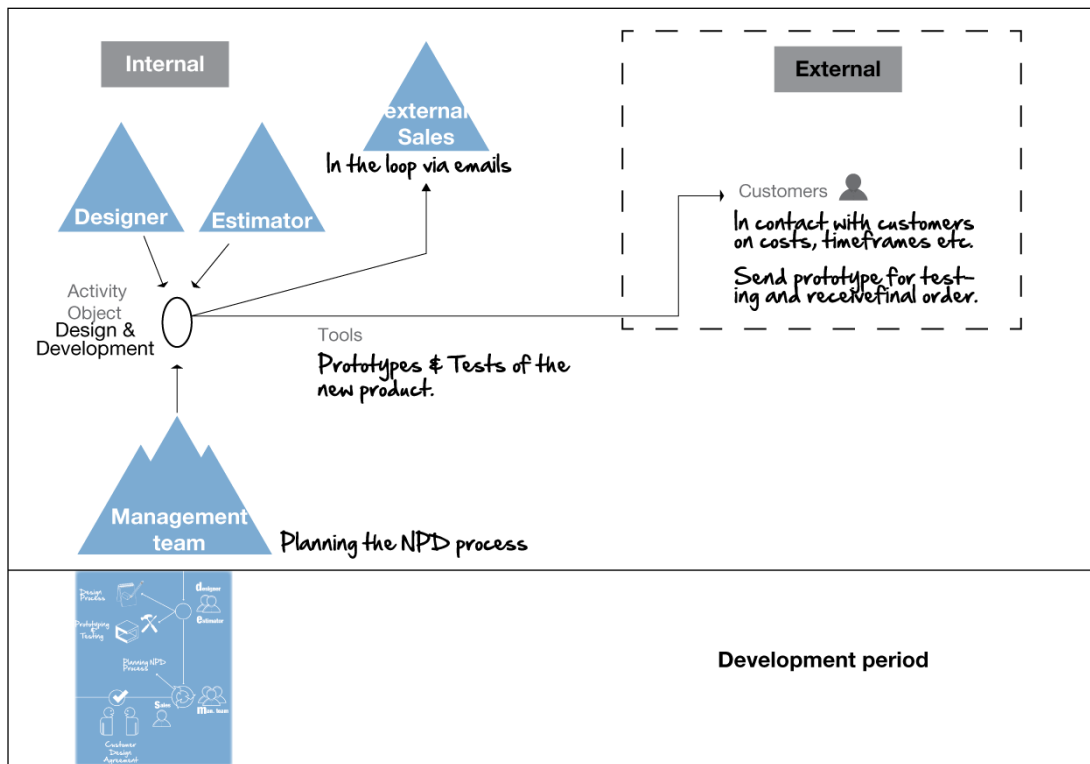 Internal
External
external
Sales
In the loop via emails
Designer
Estimator
Customers
In contact with customers
on costs, timeframes etc.
Send prototype for test-
ing and receivefinal order.
Activity
Object
Design &
Development
Tools
Prototypes & Tests of the
new product.
Management
team
Planning the NPD process
Design
Process
designer
estimator
Prototyping
&
Testing
Planning NPD
Process
Sales
man. team
Customer
Design
Agreement
Development period